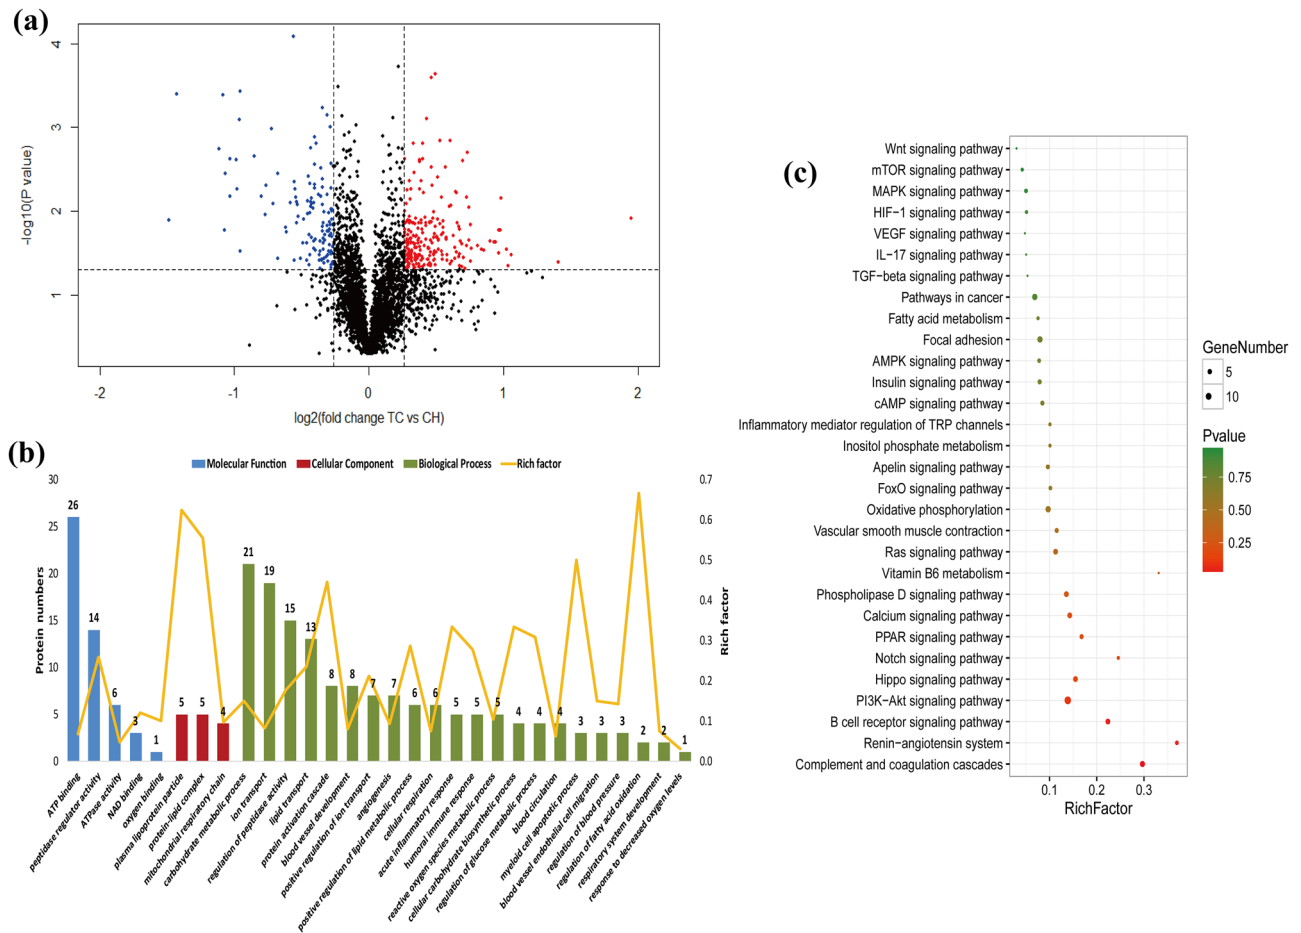 (a)
4
3
2
1
-log10(P value)
-2
-1
0
1
2
log2(fold change TC vs CH)
(b)
Molecular Function
Cellular Component
Biological Process
Rich factor
30
25
20
15
10
5
0
Protein numbers
0.7
0.6
0.5
0.4
0.3
0.2
0.1
0.0
Rich factor
26
14
6
3
1
5
5
4
21
19
15
13
8
8
7
7
6
6
5
5
5
4
4
4
3
3
3
2
2
1
ATP binding
peptidase regulator activity
ATPase activity
NAD binding
oxygen binding
plasma lipoprotein particle
protein-lipid complex
mitochondrial respiratory chain
carbohydrate metabolic process
ion transport
regulation of peptidase activity
lipid transport
protein activation cascade
blood vessel development
positive regulation of ion transport
angiogenesis
positive regulation of lipid metabolic process
cellular respiration
acute inflammatory response
humoral immune response
reactive oxygen species metabolic process
cellular carbohydrate biosynthetic process
regulation of glucose metabolic process
blood circulation
myeloid cell apoptotic process
blood vessel endothelial cell migration
regulation of blood pressure
regulation of fatty acid oxidation
respiratory system development
response to decreased oxygen levels
(c)
Wnt signaling pathway
mTOR signaling pathway
MAPK signaling pathway
HIF−1 signaling pathway
VEGF signaling pathway
IL−17 signaling pathway
TGF−beta signaling pathway
Pathways in cancer
Fatty acid metabolism
Focal adhesion
AMPK signaling pathway
Insulin signaling pathway
cAMP signaling pathway
Inflammatory mediator regulation of TRP channels
Inositol phosphate metabolism
Apelin signaling pathway
FoxO signaling pathway
Oxidative phosphorylation
Vascular smooth muscle contraction
Ras signaling pathway
Vitamin B6 metabolism
Phospholipase D signaling pathway
Calcium signaling pathway
PPAR signaling pathway
Notch signaling pathway
Hippo signaling pathway
PI3K−Akt signaling pathway
B cell receptor signaling pathway
Renin−angiotensin system
Complement and coagulation cascades
0.1
0.2
0.3
RichFactor
GeneNumber
5
10
Pvalue
0.75
0.50
0.25